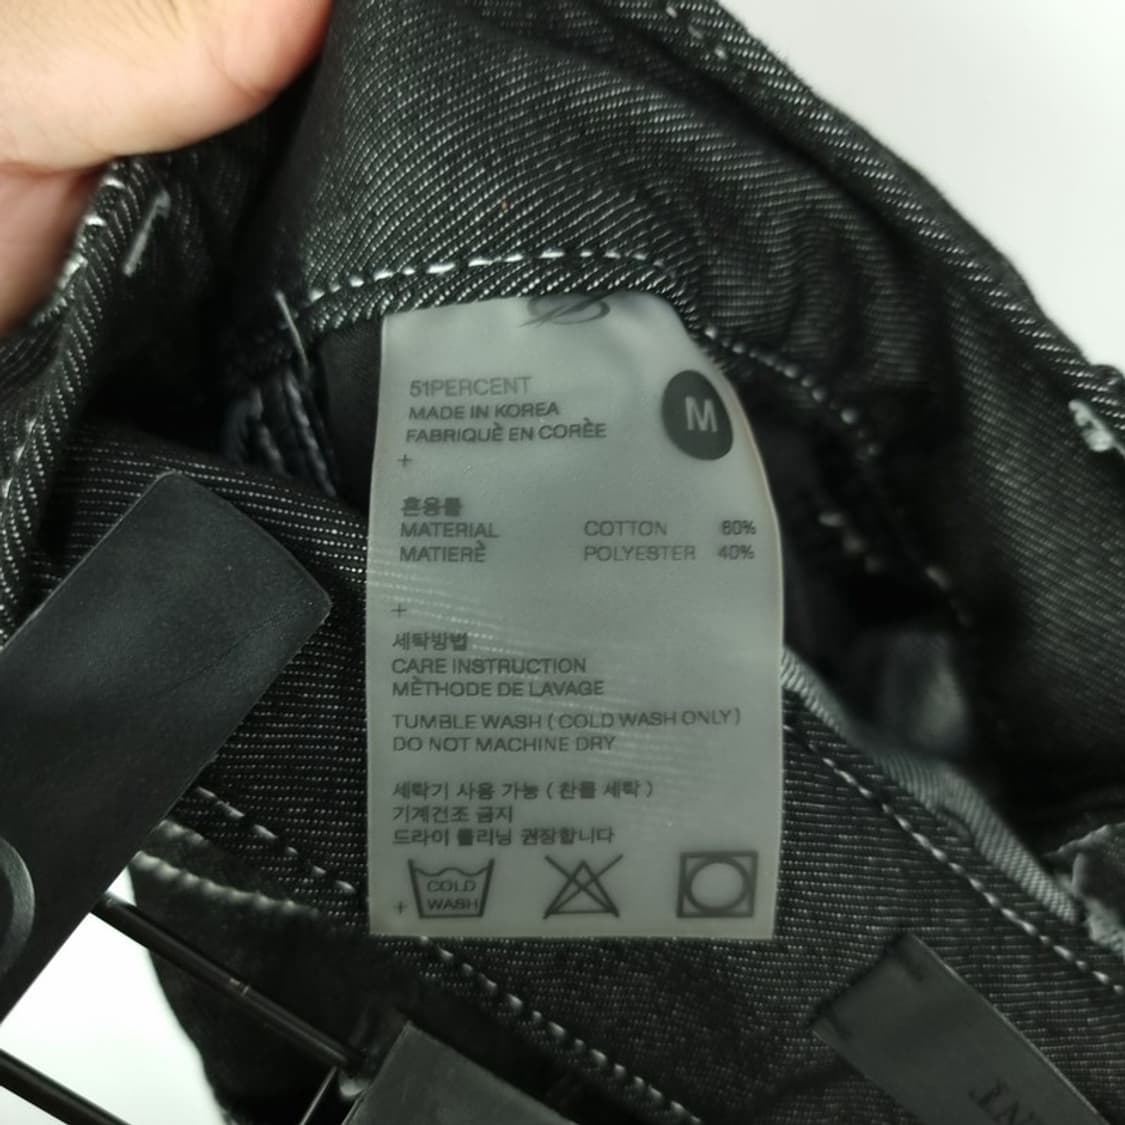 51PERCENT
MADE IN KOREA
FABRIQUÈ EN CORÈE
M
+
혼용률
MATERIAL COTTON 60%
MATIERÈ POLYESTER 40%
+
세탁방법
CARE INSTRUCTION
MÈTHODE DE LAVAGE
TUMBLE WASH ( COLD WASH ONLY )
DO NOT MACHINE DRY
세탁기 사용 가능 ( 찬물 세탁 )
기계건조 금지
드라이 클리닝 권장합니다
+
COLD
WASH